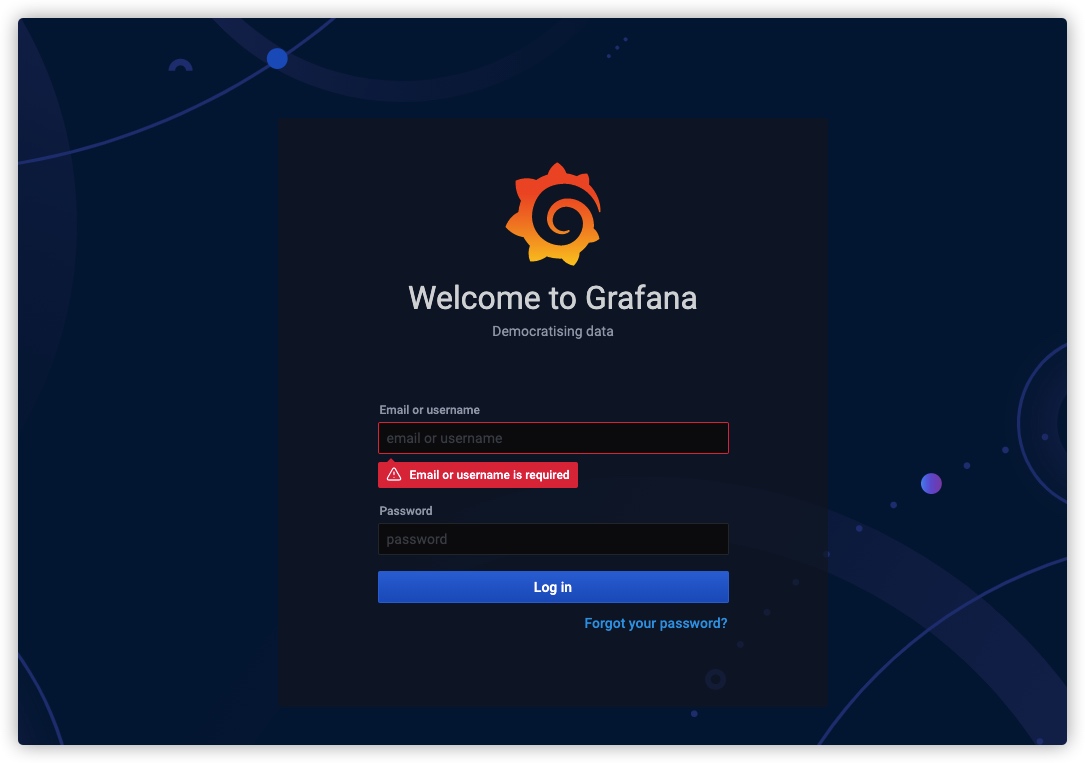 Welcome to Grafana
Democratising data
Email or username
email or username
Email or username is required
Password
password
Log in
Forgot your password?